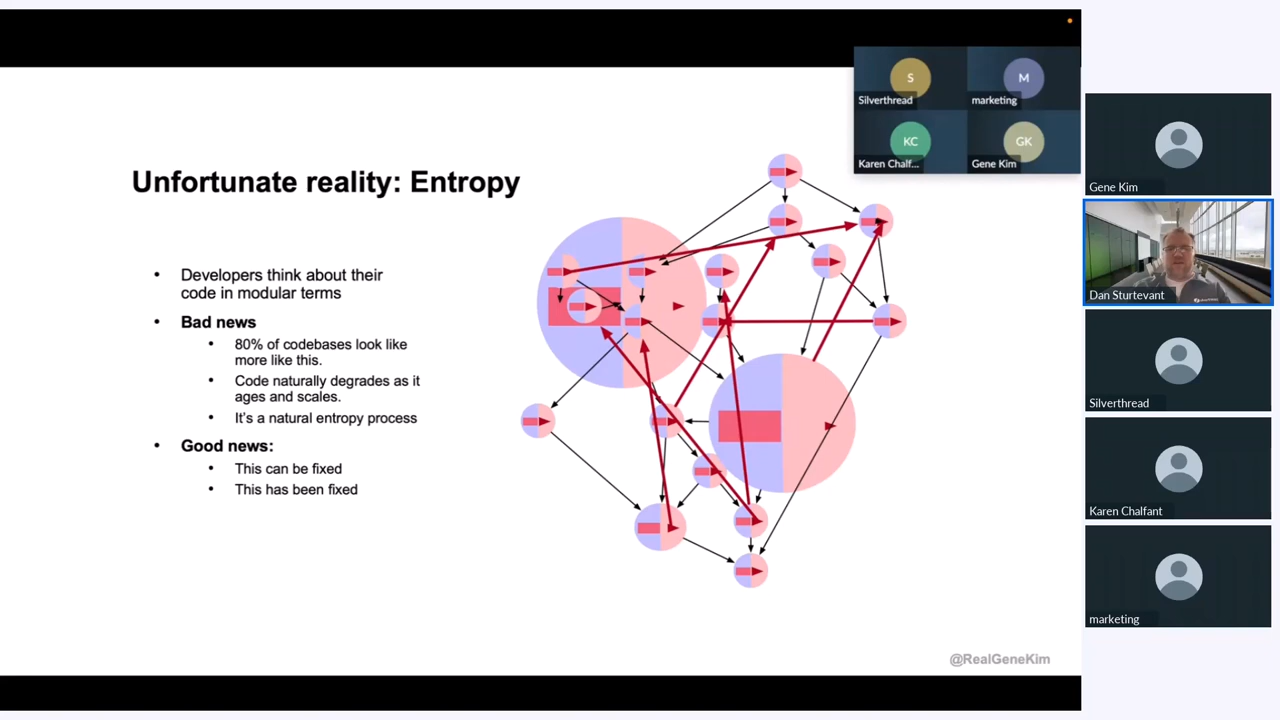 Unfortunate reality: Entropy
• Developers think about their
code in modular terms
• Bad news
• 80% of codebases look like
more like this.
• Code naturally degrades as it
ages and scales.
• It's a natural entropy process
• Good news:
• This can be fixed
• This has been fixed
@RealGeneKim
S
Silverthread
M
marketing
KC
Karen Chalf...
GK
Gene Kim
Gene Kim
Dan Sturtevant
Silverthread
Karen Chalfant
marketing